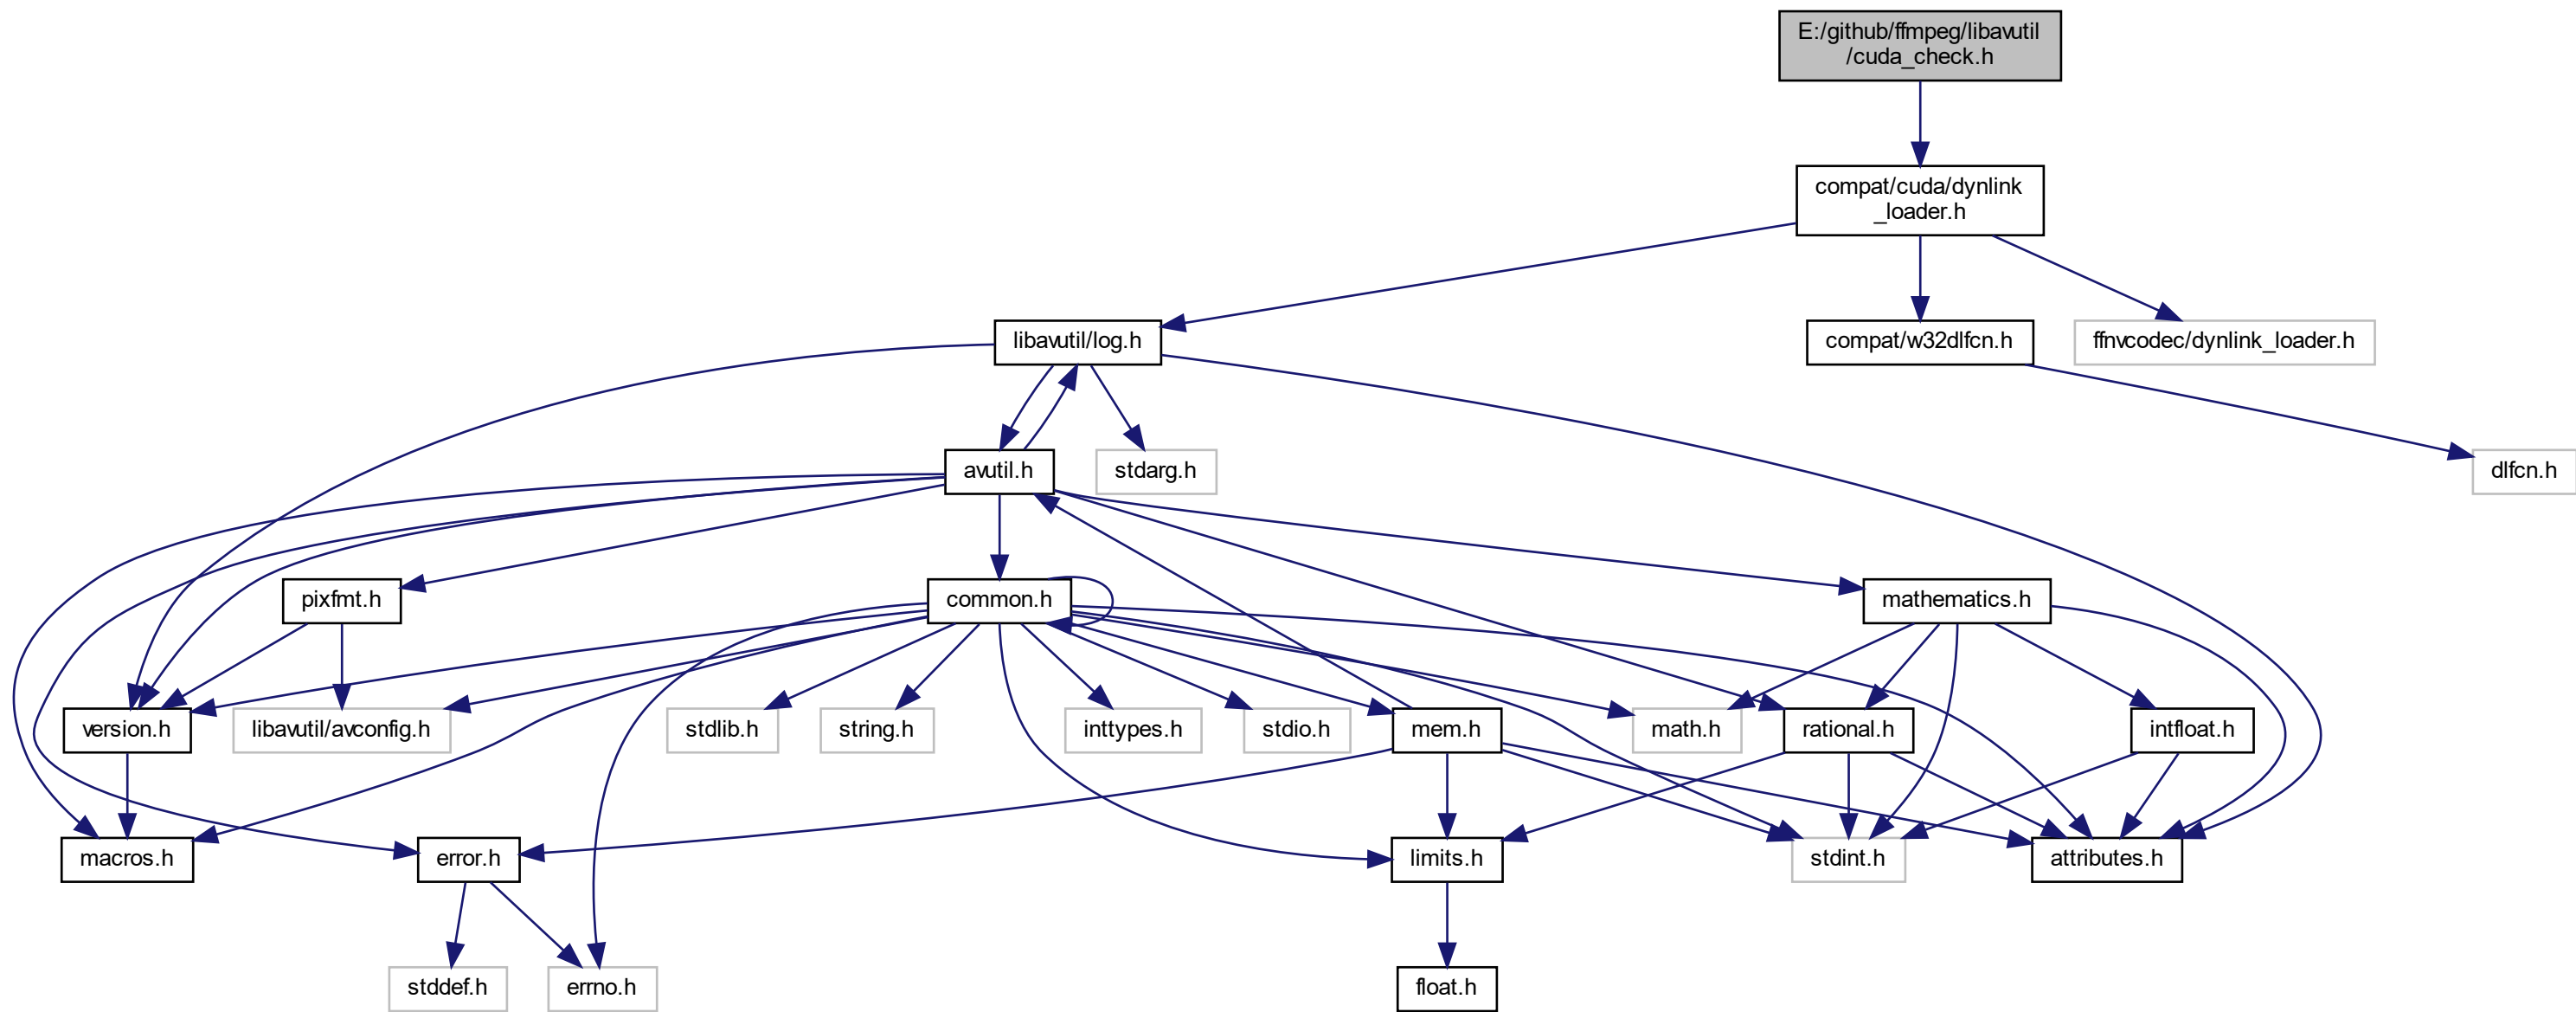 E:/github/ffmpeg/libavutil
/cuda_check.h
compat/cuda/dynlink
_loader.h
libavutil/log.h
compat/w32dlfcn.h
ffnvcodec/dynlink_loader.h
avutil.h
stdarg.h
dlfcn.h
pixfmt.h
common.h
mathematics.h
version.h
libavutil/avconfig.h
stdlib.h
string.h
inttypes.h
stdio.h
mem.h
math.h
rational.h
intfloat.h
macros.h
error.h
limits.h
stdint.h
attributes.h
stddef.h
errno.h
float.h